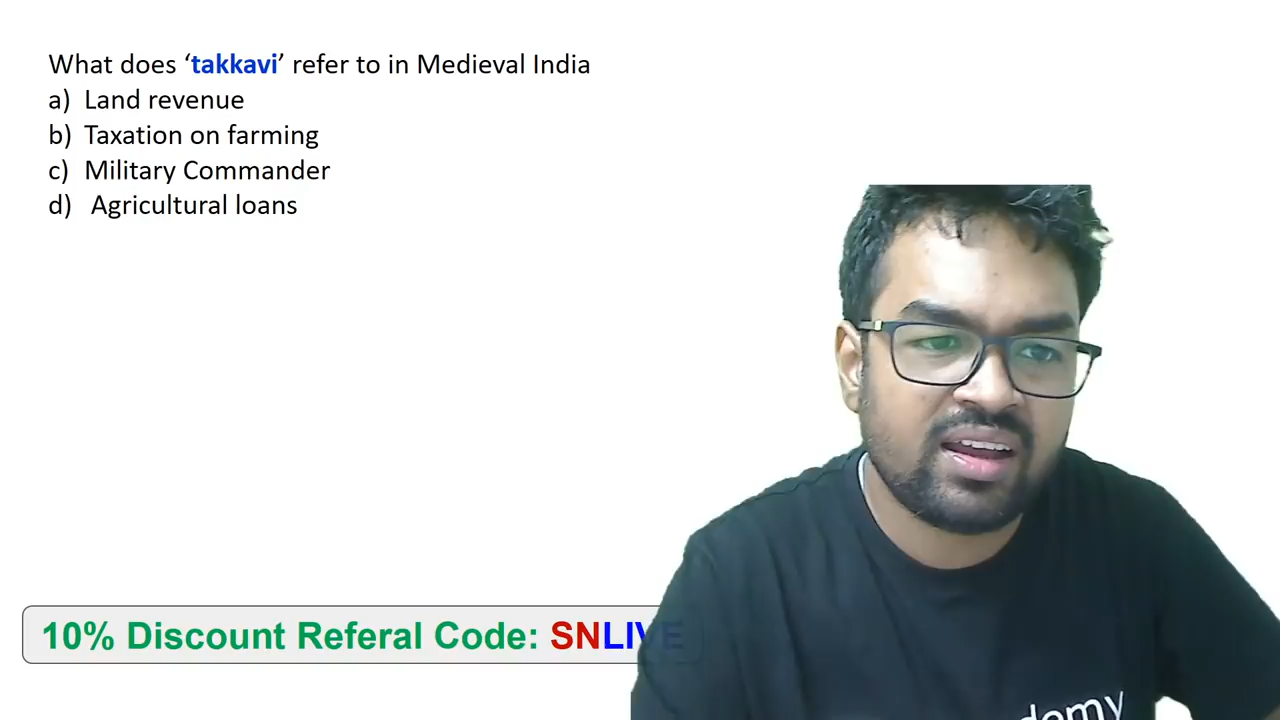 What does ‘takkavi’ refer to in Medieval India
a) Land revenue
b) Taxation on farming
c) Military Commander
d) Agricultural loans
10% Discount Referal Code: SNLIVE